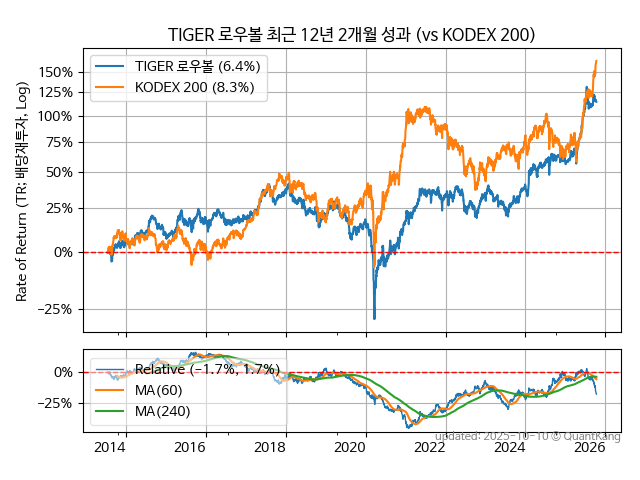 TIGER 로우볼 최근 12년 2개월 성과 (vs KODEX 200)
TIGER 로우볼 (6.4%)
KODEX 200 (8.3%)
Rate of Return (TR: 배당재투자, Log)
150%
125%
100%
75%
50%
25%
0%
−25%
Relative (−1.7%, 1.7%)
MA(60)
MA(240)
0%
−25%
2014 2016 2018 2020 2022 2024 2026
updated: 2025-10-10 © QuantKang